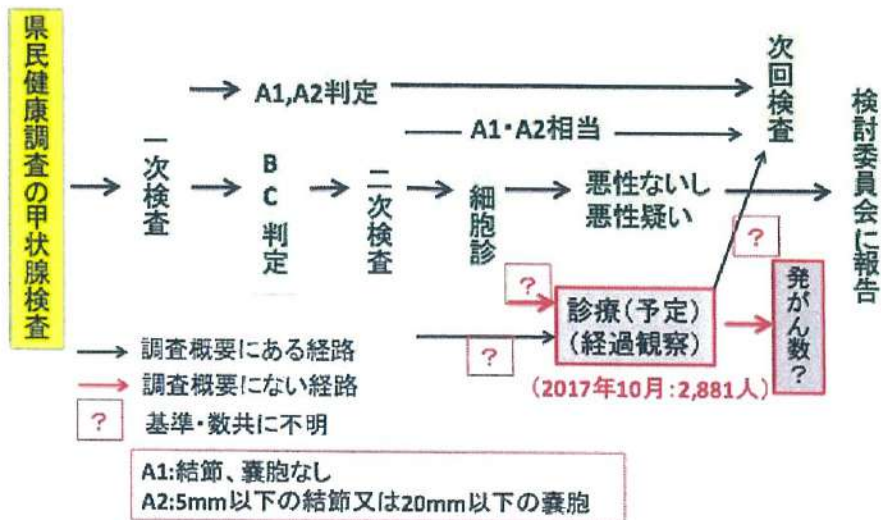 県民健康調査の甲状腺検査
一次検査
A1,A2判定
BC判定
二次検査
A1・A2相当
細胞診
悪性ないし
悪性疑い
次回検査
検討委員会に報告
?
?
?
診療(予定)
(経過観察)
(2017年10月:2,881人)
発がん数?
調査概要にある経路
調査概要にない経路
? 基準・数共に不明
A1:結節、嚢胞なし
A2:5mm以下の結節又は20mm以下の嚢胞